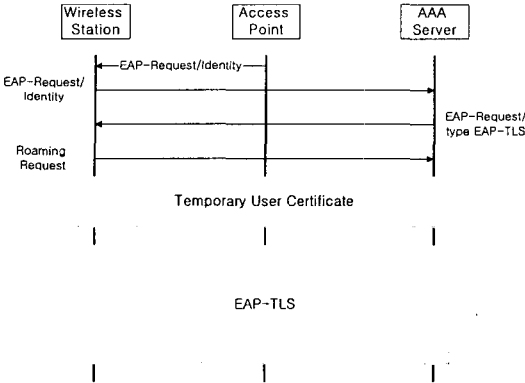 Wireless
Station
Access
Point
AAA
Server
EAP-Request/Identity
EAP-Request/
Identity
EAP-Request/
type EAP-TLS
Roaming
Request
Temporary User Certificate
EAP-TLS